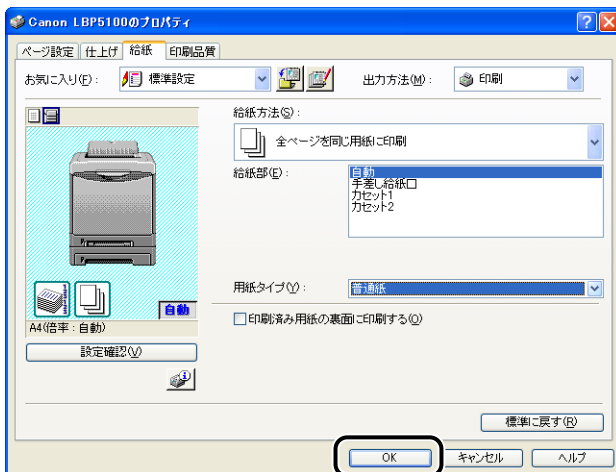 Canon LBP5100のプロパティ
ページ設定 仕上げ 給紙 印刷品質
お気に入り(F): 標準設定 出力方法(M): 印刷
給紙方法(S):
全ページを同じ用紙に印刷
給紙部(E): 自動
手差し給紙口
カセット1
カセット2
自動
用紙タイプ(Y): 普通紙
A4(倍率:自動)
印刷済み用紙の裏面に印刷する(O)
設定確認(V)
標準に戻す(R)
OK キャンセル ヘルプ